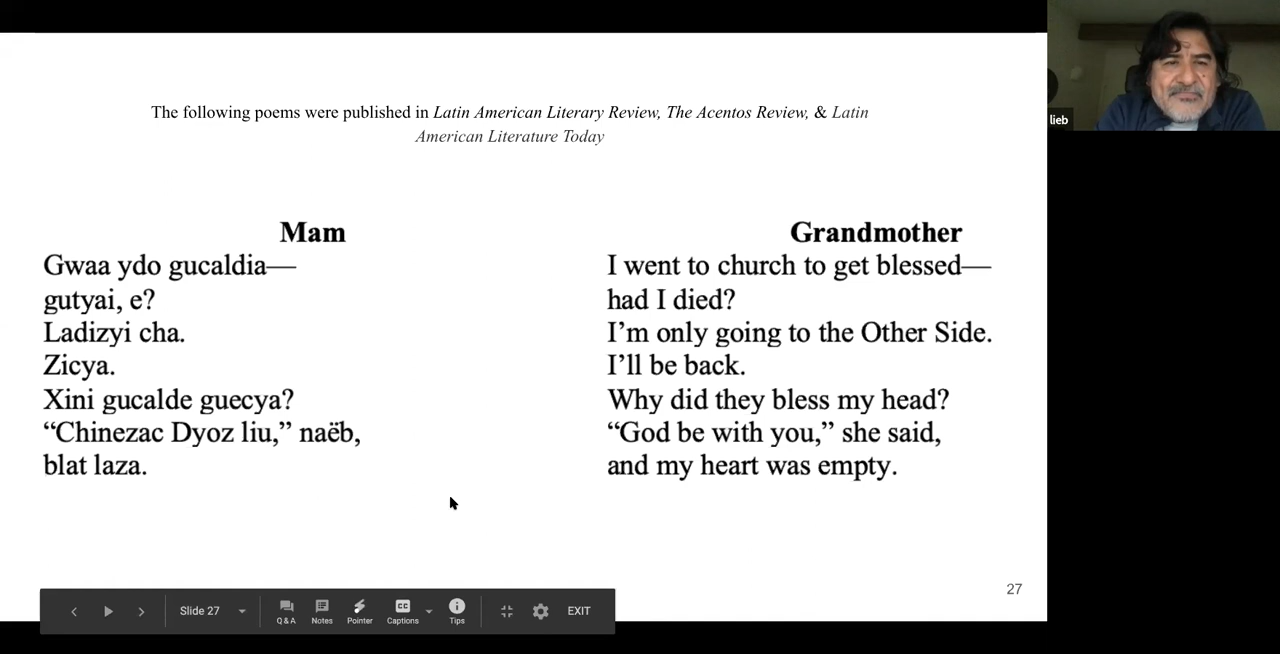 The following poems were published in Latin American Literary Review, The Acentos Review, & Latin
American Literature Today
Mam
Gwaa ydo gucaldia—
gutyai, e?
Ladizyi cha.
Zicya.
Xini gucalde guecya?
“Chinezac Dyoz liu,” naëb,
blat laza.
Grandmother
I went to church to get blessed—
had I died?
I’m only going to the Other Side.
I’ll be back.
Why did they bless my head?
“God be with you,” she said,
and my heart was empty.
27
Slide 27
Q & A
Notes
Pointer
CC
Captions
Tips
EXIT
lieb